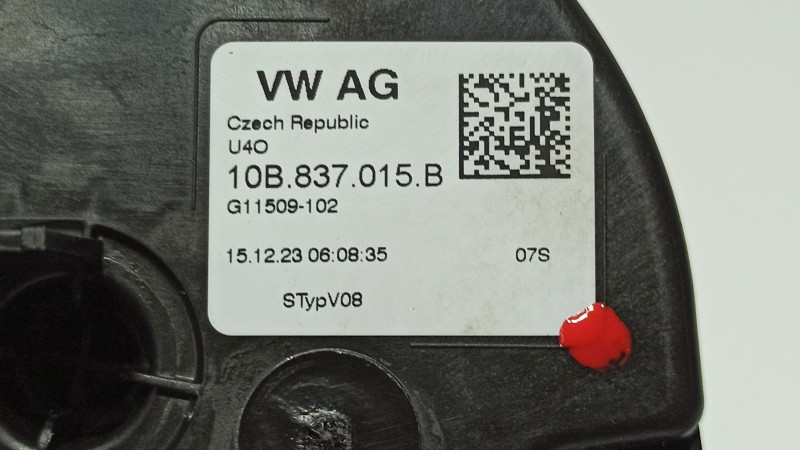 VW AG
Czech Republic
U4O
10B.837.015.B
G11509-102
15.12.23 06:08:35 07S
STypV08